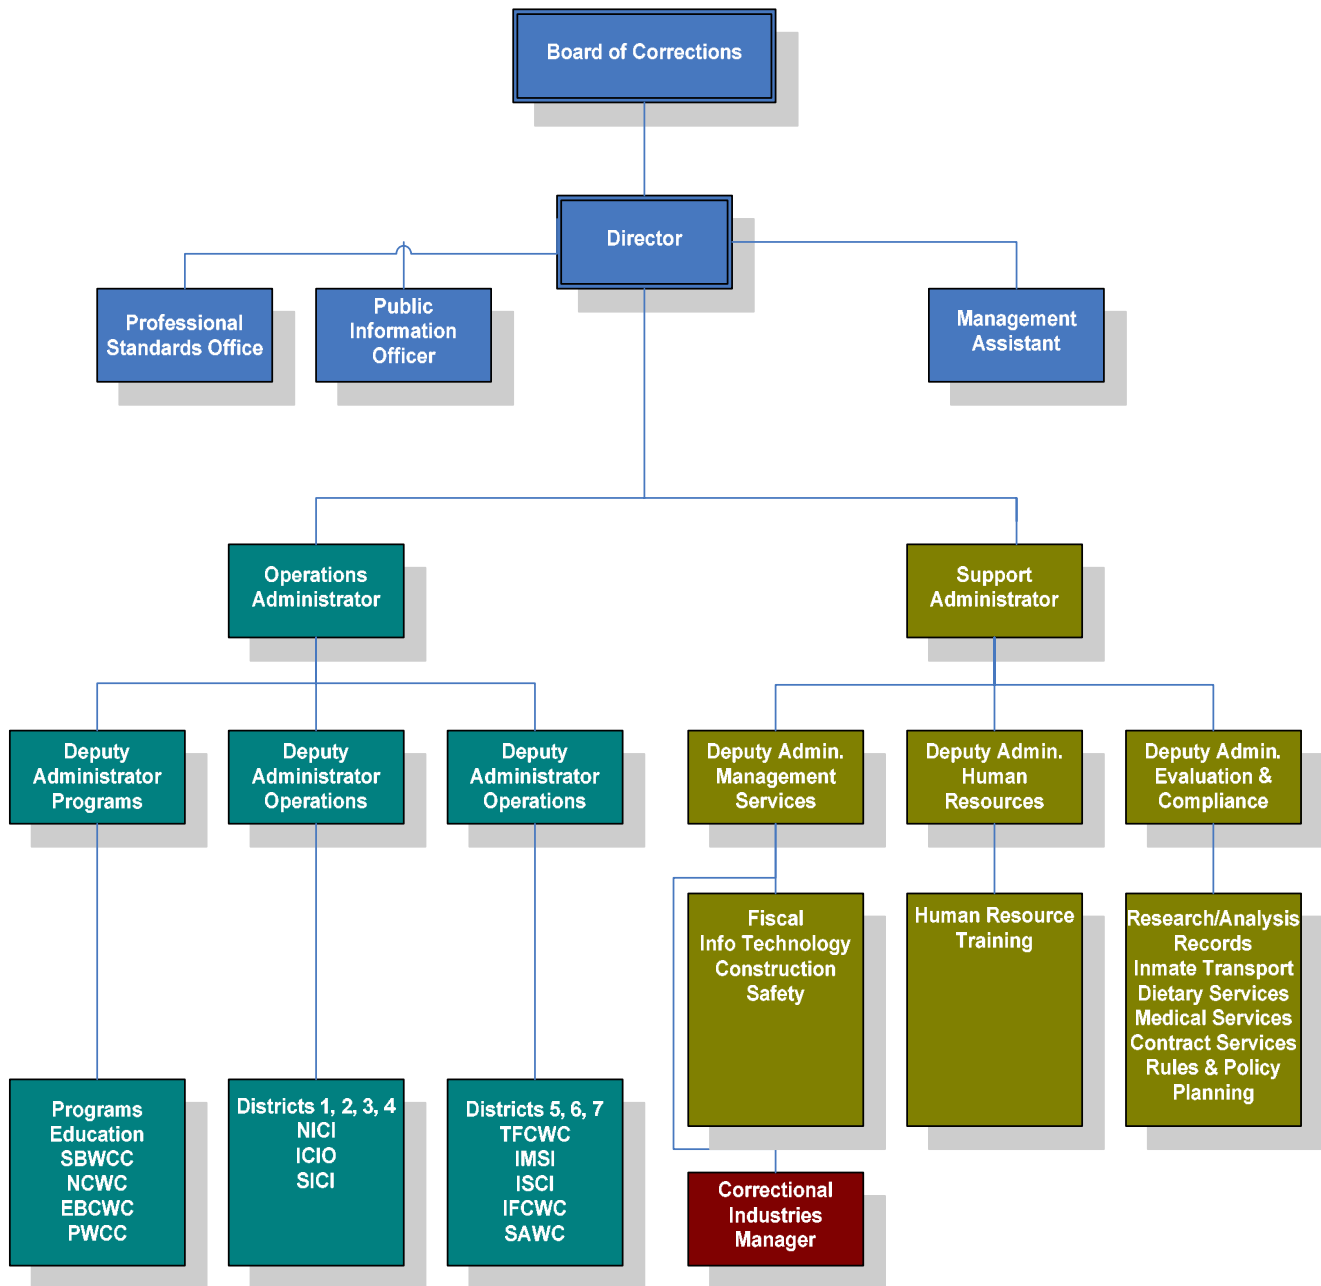 Board of Corrections
Director
Professional
Standards Office
Public
Information
Officer
Management
Assistant
Operations
Administrator
Support
Administrator
Deputy
Administrator
Programs
Deputy
Administrator
Operations
Deputy
Administrator
Operations
Deputy Admin.
Management
Services
Deputy Admin.
Human
Resources
Deputy Admin.
Evaluation &
Compliance
Fiscal
Info Technology
Construction
Safety
Human Resource
Training
Research/Analysis
Records
Inmate Transport
Dietary Services
Medical Services
Contract Services
Rules & Policy
Planning
Programs
Education
SBWCC
NCWC
EBCWC
PWCC
Districts 1, 2, 3, 4
NICI
ICIO
SICI
Districts 5, 6, 7
TFCWC
IMSI
ISCI
IFCWC
SAWC
Correctional
Industries
Manager